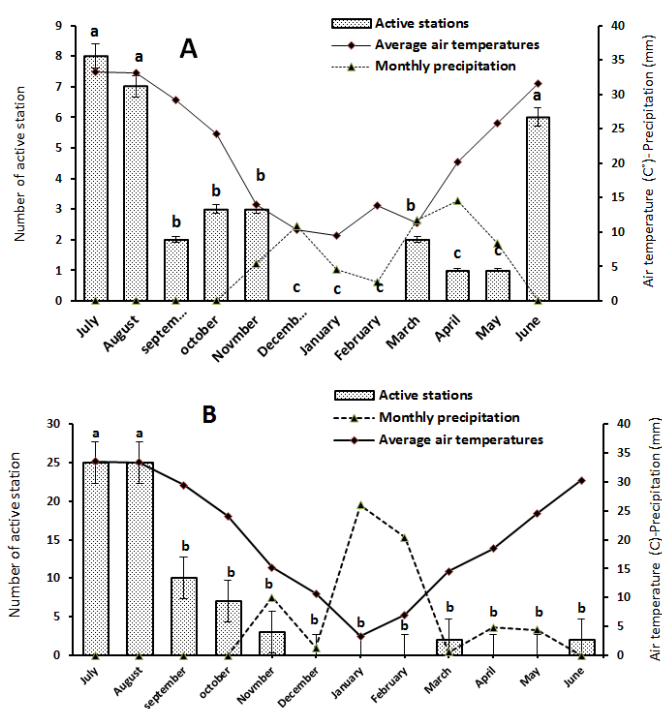 A
Active stations
Average air temperatures
Monthly precipitation
Number of active station
9
8
7
6
5
4
3
2
1
0
40
35
30
25
20
15
10
5
0
Air temperature (C°)-Precipitation (mm)
a a b b b c c c b c c a
July August septem... october Novmber Decemb... January February March April May June
B
Active stations
Monthly precipitation
Average air temperatures
Number of active station
30
25
20
15
10
5
0
40
35
30
25
20
15
10
5
0
Air temperature (C)-Precipitation (mm)
a a b b b b b b b b b b
July August september october Novmber December January February March April May June